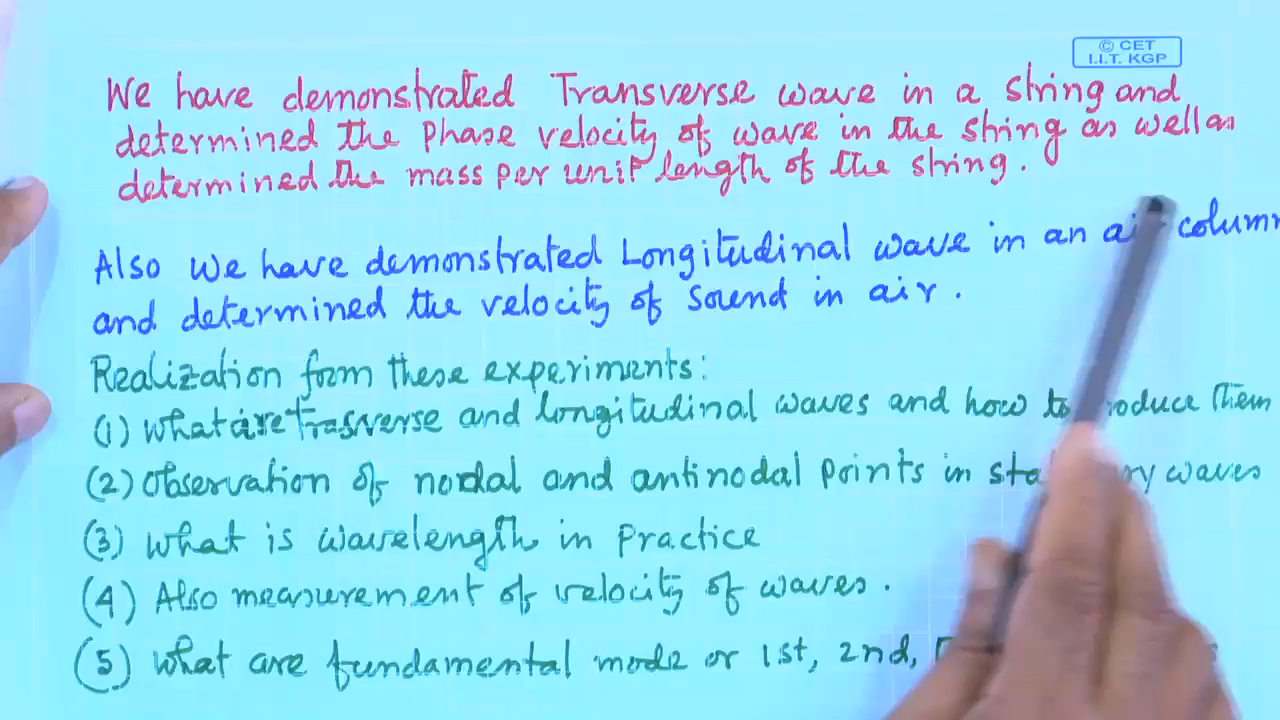 © CET
I.I.T. KGP
We have demonstrated Transverse wave in a string and
determined the phase velocity of wave in the string as well as
determined the mass per unit length of the string.
Also we have demonstrated Longitudinal wave in an air column
and determined the velocity of sound in air.
Realization from these experiments:
(1) What are Trasverse and longitudinal waves and how to produce them
(2) Observation of nodal and antinodal points in stationary waves
(3) What is wavelength in practice
(4) Also measurement of velocity of waves.
(5) What are fundamental mode or 1st, 2nd,